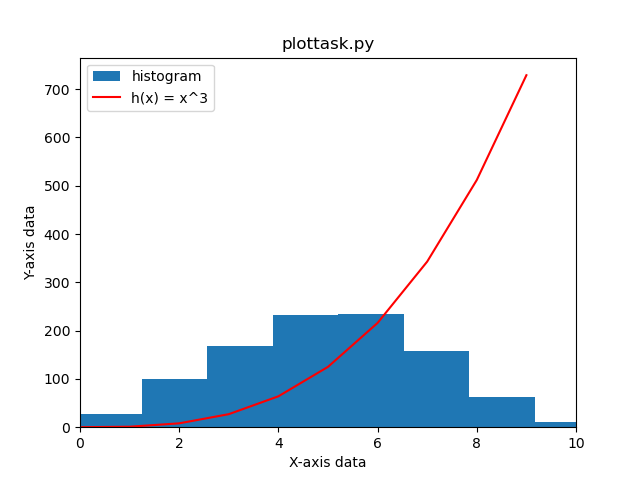 plottask.py
histogram
h(x) = x^3
Y-axis data
700
600
500
400
300
200
100
0
0 2 4 6 8 10
X-axis data